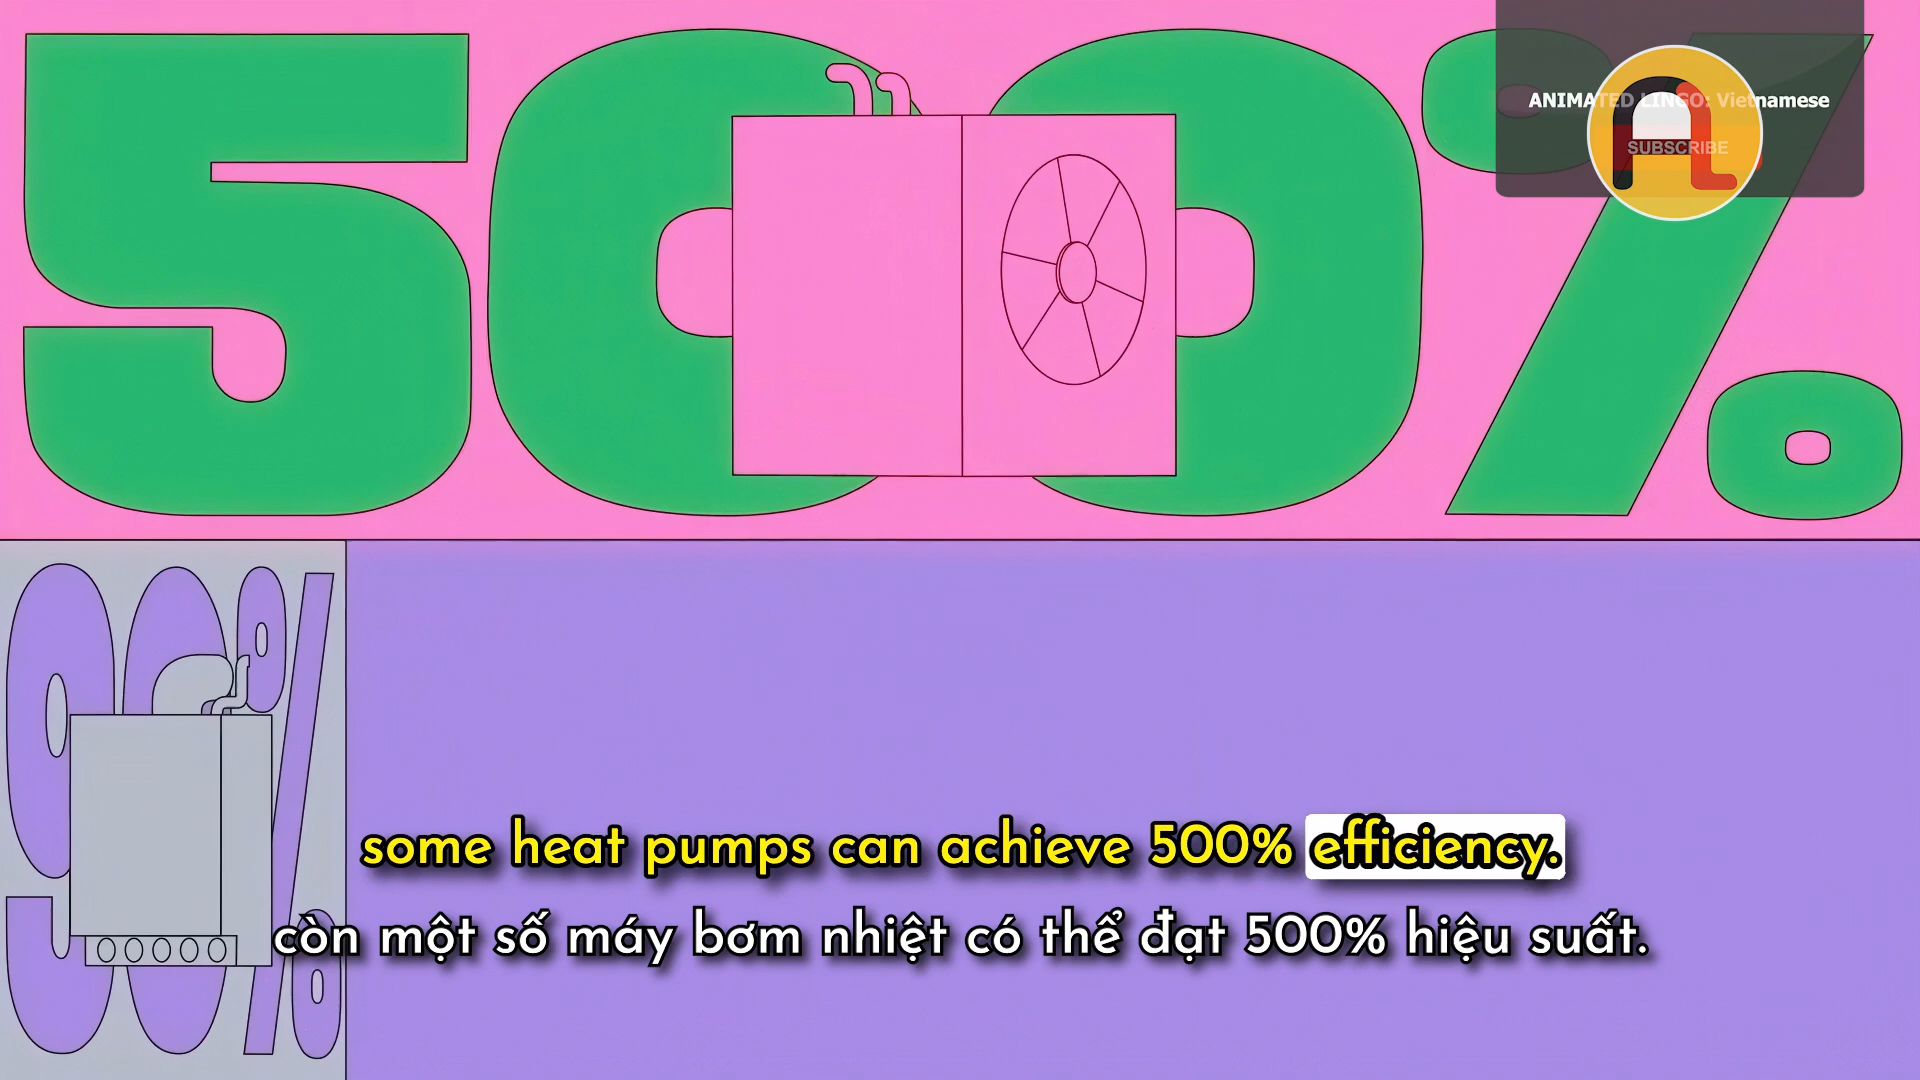 500%
ANIMATED LINGO: Vietnamese
SUBSCRIBE
90%
some heat pumps can achieve 500% efficiency.
còn một số máy bơm nhiệt có thể đạt 500% hiệu suất.